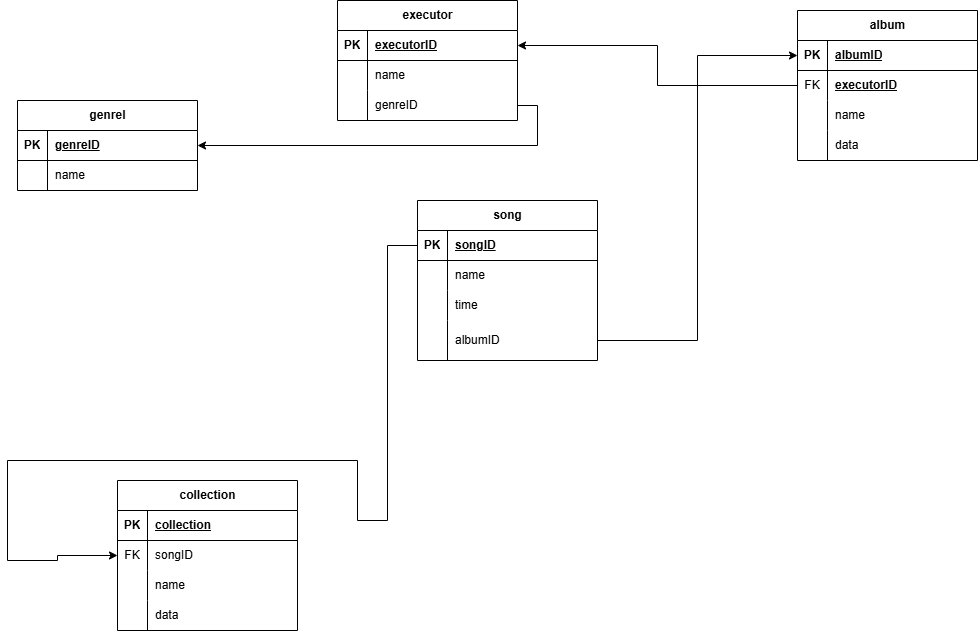 executor
PK executorID
name
genreID
album
PK albumID
FK executorID
name
data
genrel
PK genreID
name
song
PK songID
name
time
albumID
collection
PK collection
FK songID
name
data